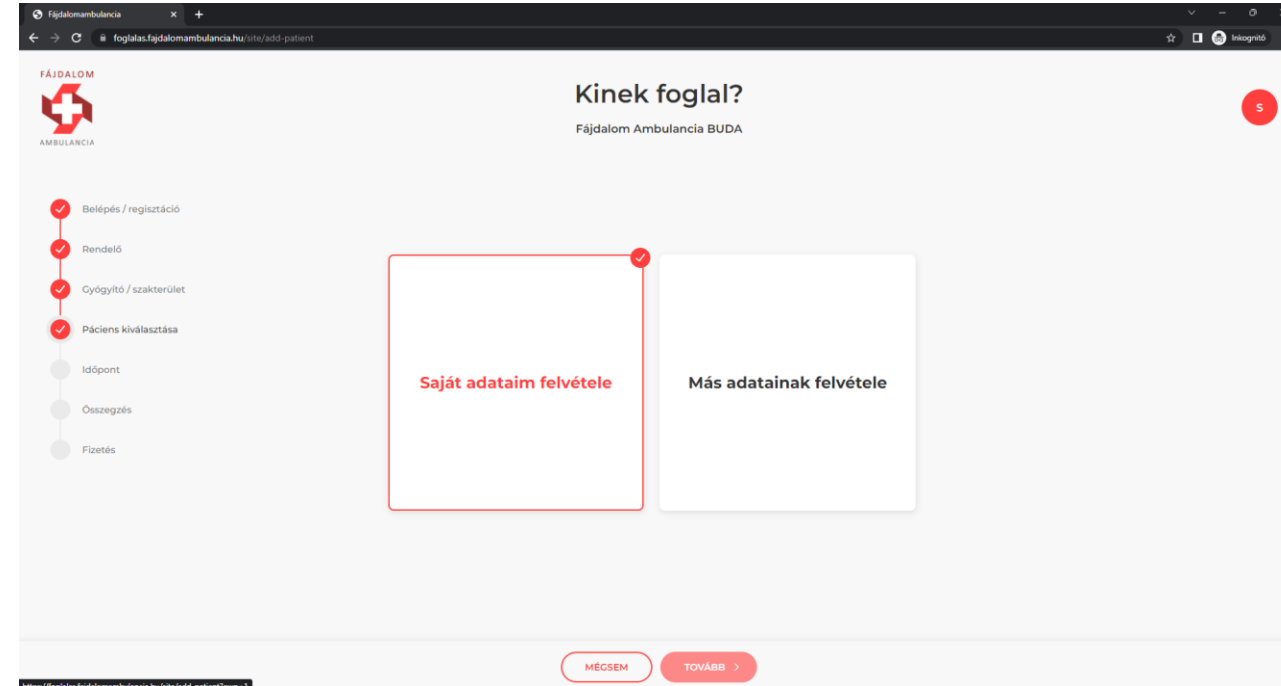 Fájdalomambulancia
foglalas.fajdalomambulancia.hu/site/add-patient
Inkognitó
FÁJDALOM
AMBULANCIA
Kinek foglal?
Fájdalom Ambulancia BUDA
S
Belépés / regisztáció
Rendelő
Gyógyító / szakterület
Páciens kiválasztása
Időpont
Összegzés
Fizetés
Saját adataim felvétele
Más adatainak felvétele
MÉGSEM
TOVÁBB